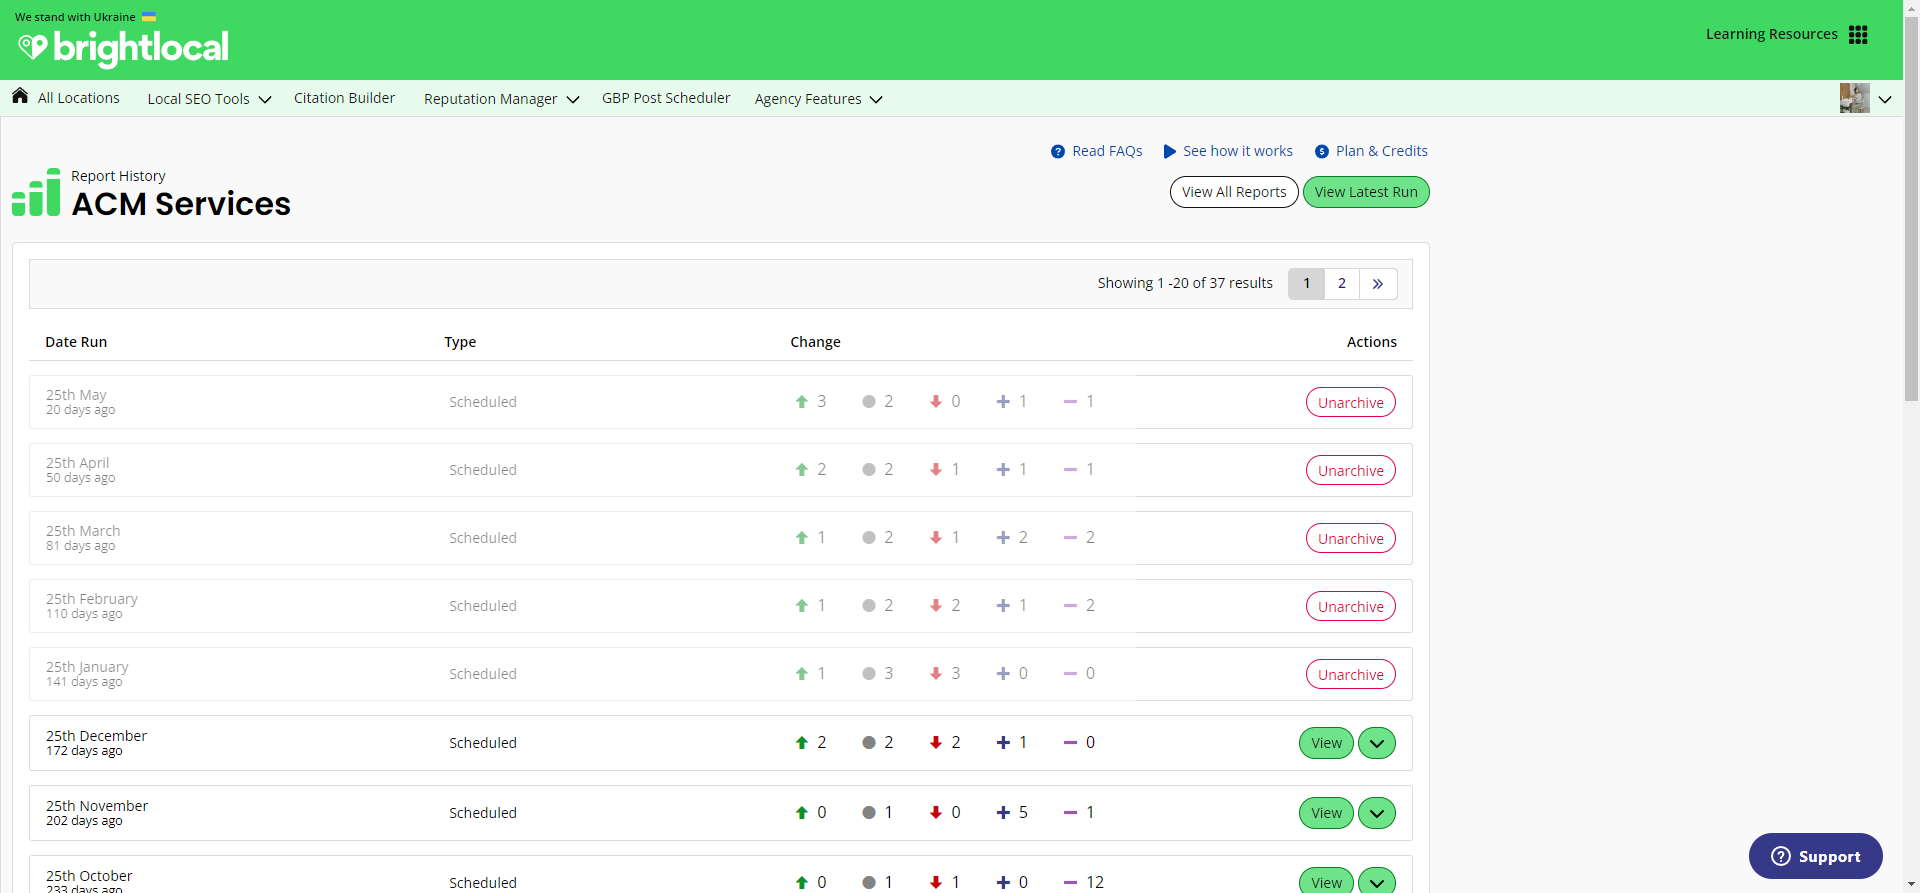 We stand with Ukraine
brightlocal
Learning Resources
All Locations Local SEO Tools Citation Builder Reputation Manager GBP Post Scheduler Agency Features
Read FAQs See how it works Plan & Credits
Report History
ACM Services
View All Reports View Latest Run
Showing 1 -20 of 37 results 1 2 »
Date Run Type Change Actions
25th May
20 days ago
Scheduled 3 2 0 1 1 Unarchive
25th April
50 days ago
Scheduled 2 2 1 1 1 Unarchive
25th March
81 days ago
Scheduled 1 2 1 2 2 Unarchive
25th February
110 days ago
Scheduled 1 2 2 1 2 Unarchive
25th January
141 days ago
Scheduled 1 3 3 0 0 Unarchive
25th December
172 days ago
Scheduled 2 2 2 1 0 View
25th November
202 days ago
Scheduled 0 1 0 5 1 View
25th October
233 days ago
Scheduled 0 1 1 0 12 View
Support